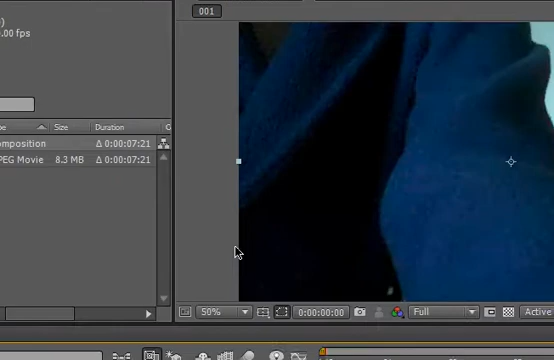 )
.00 fps
001
pe Size Duration
omposition Δ 0:00:07:21
PEG Movie 8.3 MB Δ 0:00:07:21
50% 0:00:00:00 Full Active